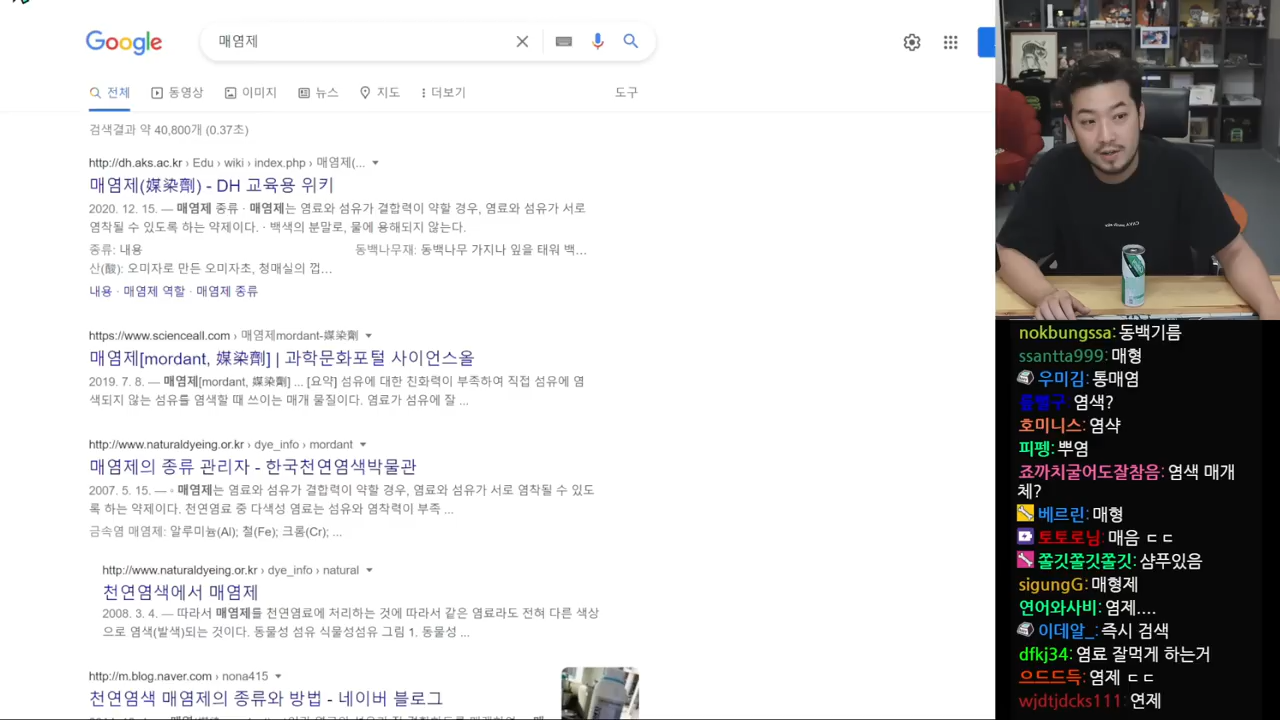 Google
매염제
전체
동영상
이미지
뉴스
지도
더보기
도구
검색결과 약 40,800개 (0.37초)
http://dh.aks.ac.kr › Edu › wiki › index.php › 매염제(...
매염제(媒染劑) - DH 교육용 위키
2020. 12. 15. — 매염제 종류 · 매염제는 염료와 섬유가 결합력이 약할 경우, 염료와 섬유가 서로
염착될 수 있도록 하는 약제이다. · 백색의 분말로, 물에 용해되지 않는다.
종류: 내용
동백나무재: 동백나무 가지나 잎을 태워 백...
산(酸): 오미자로 만든 오미자초, 청매실의 껍...
내용 · 매염제 역할 · 매염제 종류
https://www.scienceall.com › 매염제mordant-媒染劑
매염제[mordant, 媒染劑] | 과학문화포털 사이언스올
2019. 7. 8. — 매염제[mordant, 媒染劑] ... [요약] 섬유에 대한 친화력이 부족하여 직접 섬유에 염
색되지 않는 섬유를 염색할 때 쓰이는 매개 물질이다. 염료가 섬유에 잘 ...
http://www.naturaldyeing.or.kr › dye_info › mordant
매염제의 종류 관리자 - 한국천연염색박물관
2007. 5. 15. — ◦ 매염제는 염료와 섬유가 결합력이 약할 경우, 염료와 섬유가 서로 염착될 수 있도
록 하는 약제이다. 천연염료 중 다색성 염료는 섬유와 염착력이 부족 ...
금속염 매염제: 알루미늄(Al); 철(Fe); 크롬(Cr); ...
http://www.naturaldyeing.or.kr › dye_info › natural
천연염색에서 매염제
2008. 3. 4. — 따라서 매염제를 천연염료에 처리하는 것에 따라서 같은 염료라도 전혀 다른 색상
으로 염색(발색)되는 것이다. 동물성 섬유 식물성섬유 그림 1. 동물성 ...
http://m.blog.naver.com › nona415
천연염색 매염제의 종류와 방법 - 네이버 블로그
nokbungssa: 동백기름
ssantta999: 매형
우미김: 통매염
룬뻴구: 염색?
호미니스: 염샥
피펭: 뿌염
죠까치굴어도잘참음: 염색 매개
체?
베르린: 매형
토토로님: 매음 ㄷㄷ
쫄깃쫄깃쫄깃: 샴푸있음
sigungG: 매형제
연어와사비: 염제....
이데알_: 즉시 검색
dfkj34: 염료 잘먹게 하는거
으드드득: 염제 ㄷㄷ
wjdtjdcks111: 연제